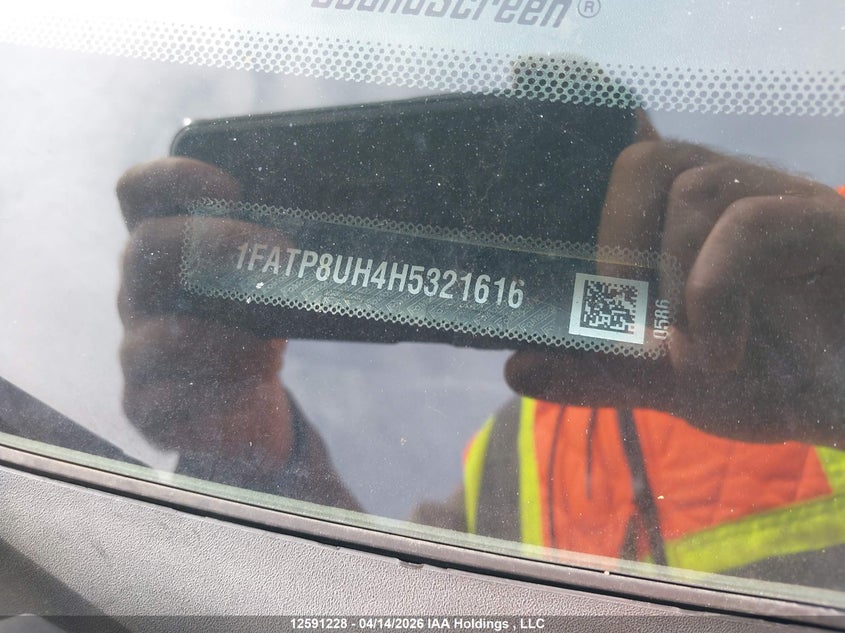 SoundScreen®
1FATP8UH4H5321616
0586
12591228 - 04/14/2026 IAA Holdings , LLC